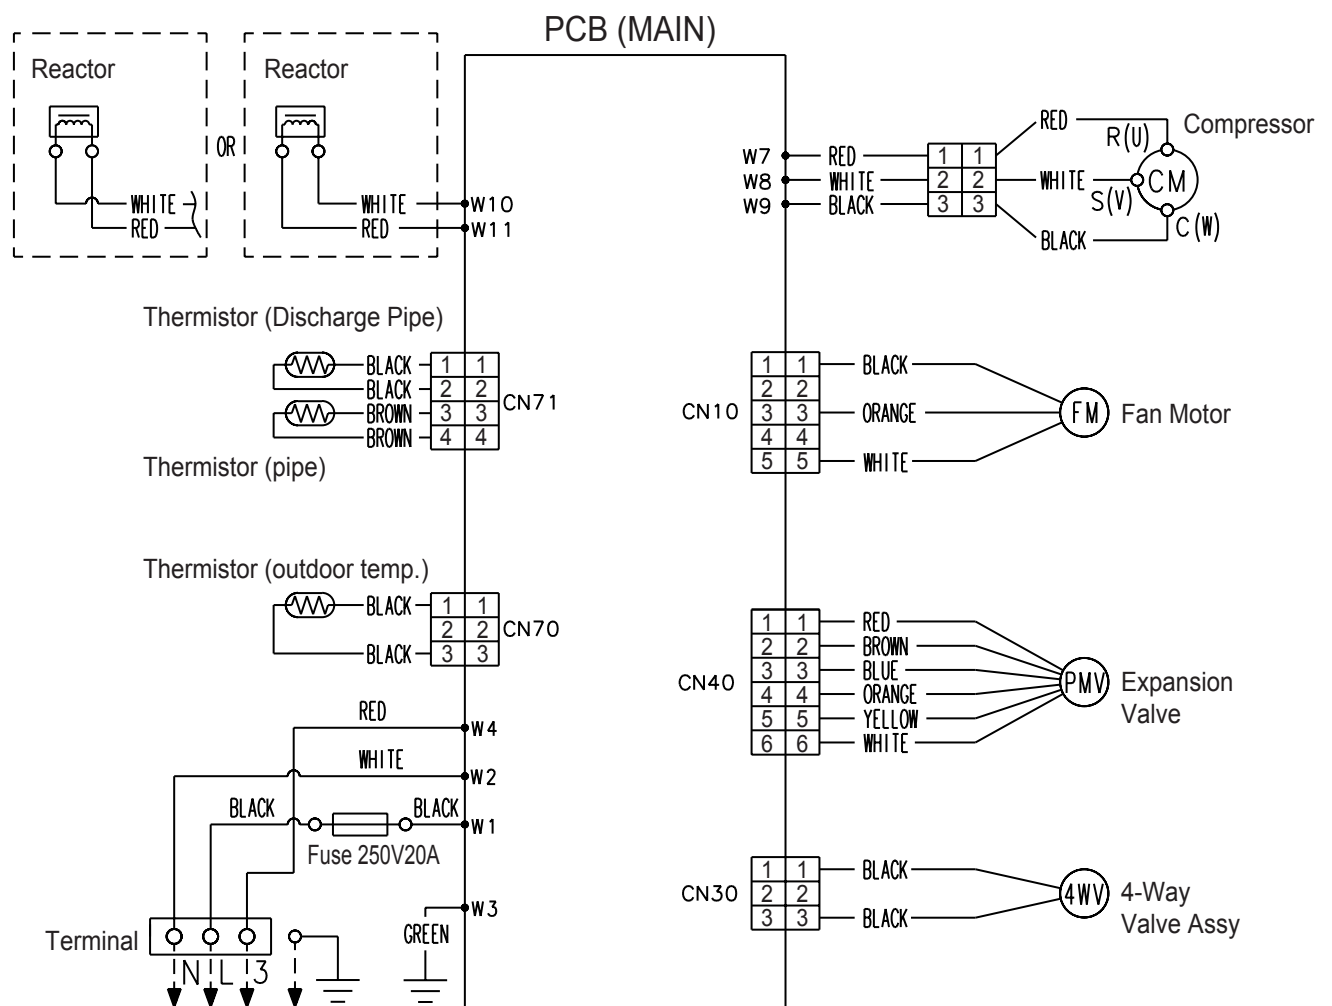 PCB (MAIN)
Reactor
Reactor
OR
WHITE
RED
WHITE
RED
W10
W11
W7
W8
W9
RED
WHITE
BLACK
1 1
2 2
3 3
RED
WHITE
BLACK
R(U)
S(V)
C(W)
CM
Compressor
Thermistor (Discharge Pipe)
BLACK
BLACK
BROWN
BROWN
1 1
2 2
3 3
4 4
CN71
Thermistor (pipe)
CN10
1 1
2 2
3 3
4 4
5 5
BLACK
ORANGE
WHITE
FM
Fan Motor
Thermistor (outdoor temp.)
BLACK
BLACK
1 1
2 2
3 3
CN70
CN40
1 1
2 2
3 3
4 4
5 5
6 6
RED
BROWN
BLUE
ORANGE
YELLOW
WHITE
PMV
Expansion
Valve
RED
W4
WHITE
W2
BLACK
BLACK
W1
Fuse 250V20A
W3
GREEN
Terminal
N L 3
CN30
1 1
2 2
3 3
BLACK
BLACK
4WV
4-Way
Valve Assy